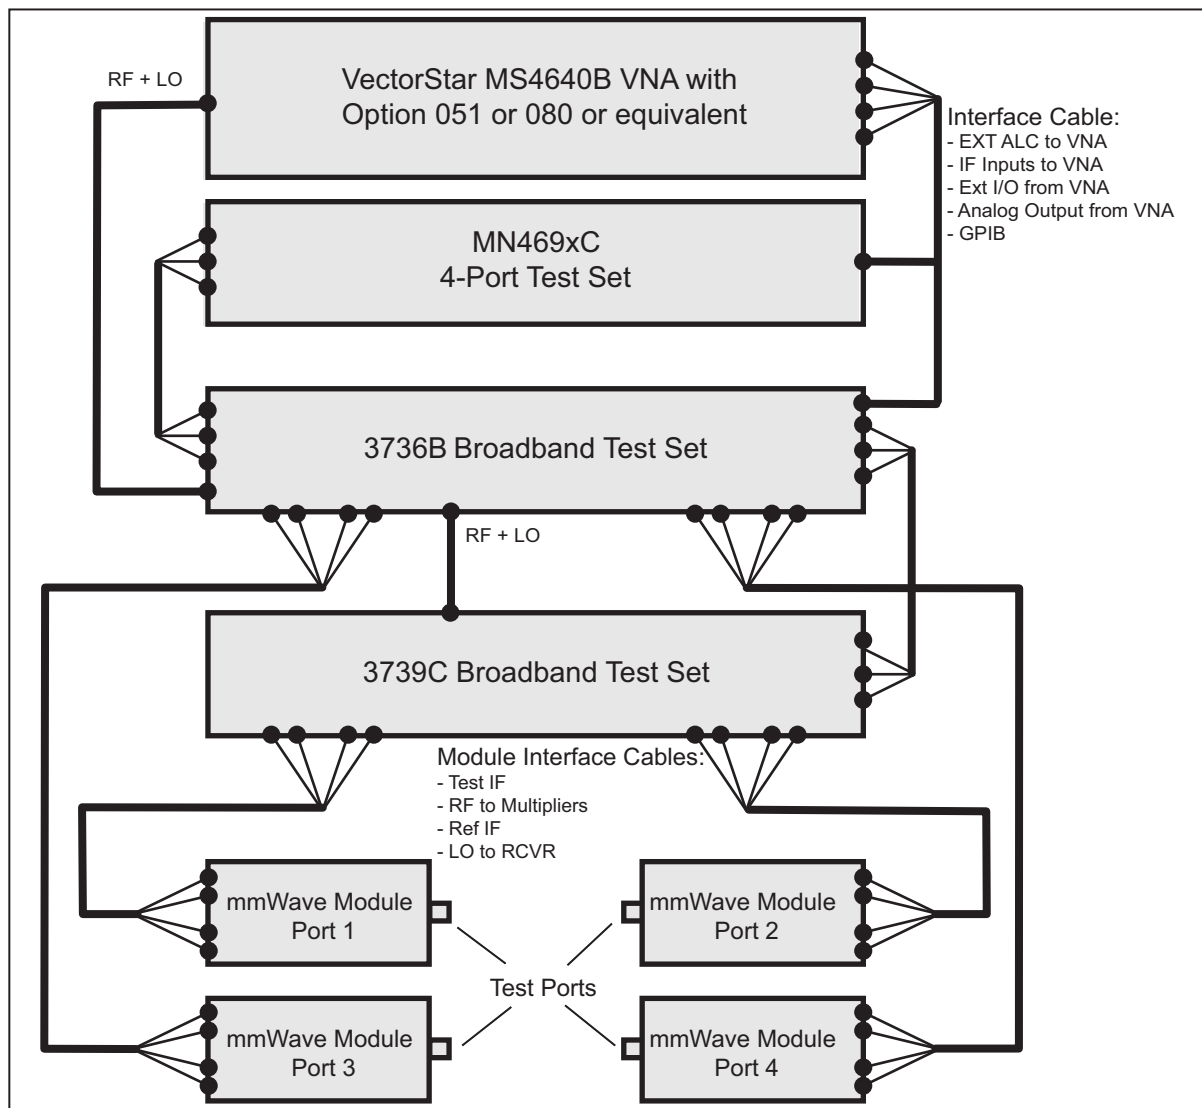 RF + LO
VectorStar MS4640B VNA with
Option 051 or 080 or equivalent
Interface Cable:
- EXT ALC to VNA
- IF Inputs to VNA
- Ext I/O from VNA
- Analog Output from VNA
- GPIB
MN469xC
4-Port Test Set
3736B Broadband Test Set
RF + LO
3739C Broadband Test Set
Module Interface Cables:
- Test IF
- RF to Multipliers
- Ref IF
- LO to RCVR
mmWave Module
Port 1
mmWave Module
Port 2
Test Ports
mmWave Module
Port 3
mmWave Module
Port 4